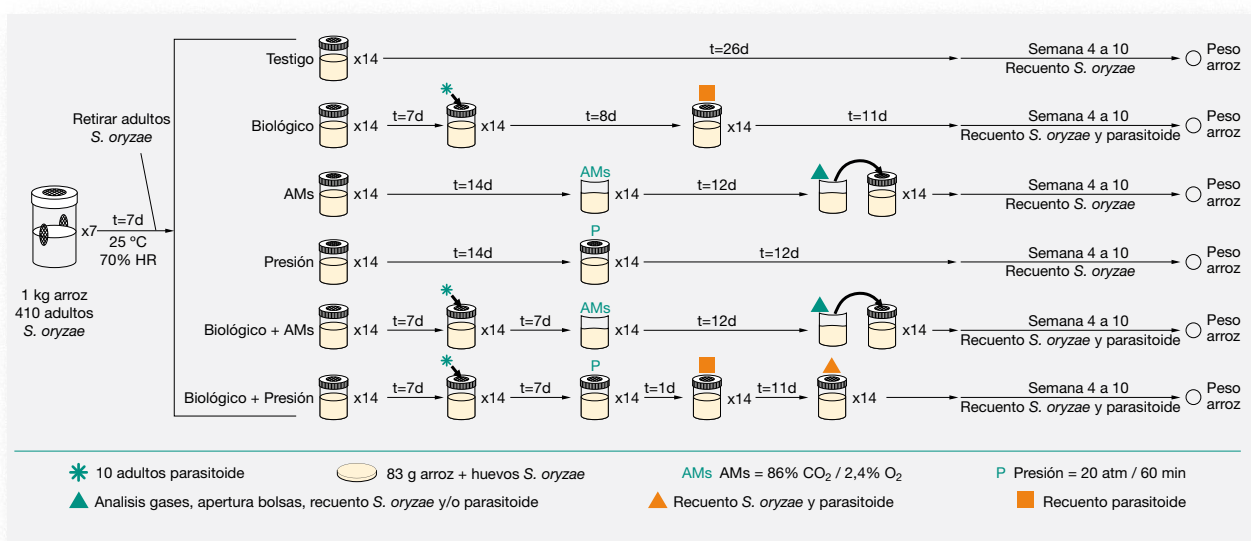 Retirar adultos
S. oryzae
x7
t=7d
25 ºC
70% HR
1 kg arroz
410 adultos
S. oryzae
Testigo
x14
t=26d
Semana 4 a 10
Recuento S. oryzae
Peso
arroz
Biológico
x14
t=7d
x14
t=8d
x14
t=11d
Semana 4 a 10
Recuento S. oryzae y parasitoide
Peso
arroz
AMs
x14
t=14d
AMs
x14
t=12d
x14
Semana 4 a 10
Recuento S. oryzae
Peso
arroz
Presión
x14
t=14d
P
x14
t=12d
Semana 4 a 10
Recuento S. oryzae
Peso
arroz
Biológico + AMs
x14
t=7d
x14
t=7d
AMs
x14
t=12d
x14
Semana 4 a 10
Recuento S. oryzae y parasitoide
Peso
arroz
Biológico + Presión
x14
t=7d
x14
t=7d
P
x14
t=1d
x14
t=11d
x14
Semana 4 a 10
Recuento S. oryzae y parasitoide
Peso
arroz
10 adultos parasitoide
83 g arroz + huevos S. oryzae
AMs AMs = 86% CO₂ / 2,4% O₂
P Presión = 20 atm / 60 min
Analisis gases, apertura bolsas, recuento S. oryzae y/o parasitoide
Recuento S. oryzae y parasitoide
Recuento parasitoide